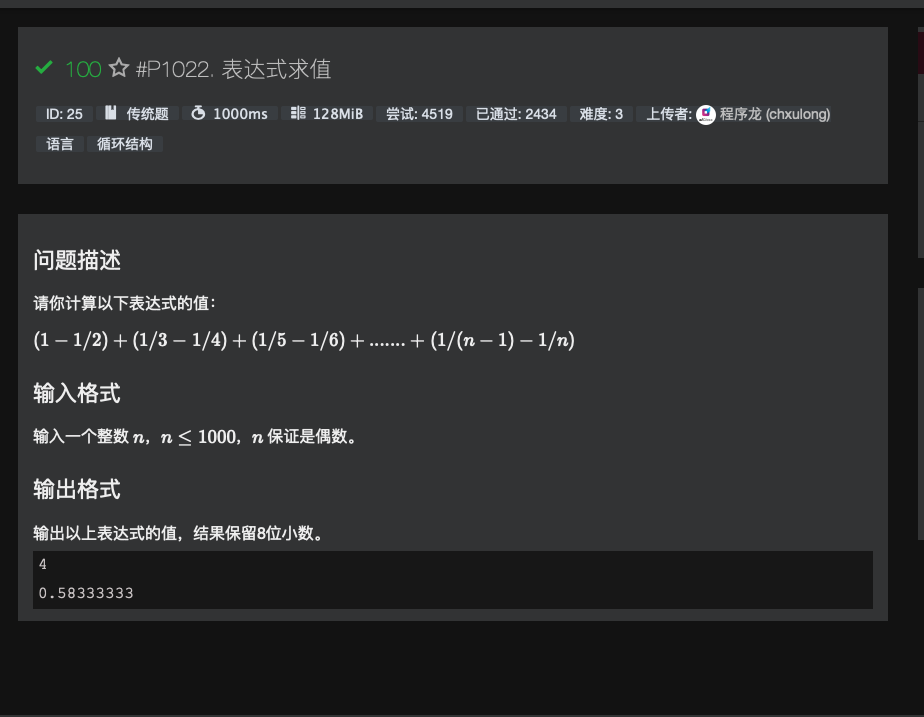 100 #P1022. 表达式求值
ID: 25 传统题 1000ms 128MiB 尝试: 4519 已通过: 2434 难度: 3 上传者: 程序龙 (chxulong)
语言 循环结构
问题描述
请你计算以下表达式的值：
(1 − 1/2) + (1/3 − 1/4) + (1/5 − 1/6) + ....... + (1/(n − 1) − 1/n)
输入格式
输入一个整数 n，n ≤ 1000，n 保证是偶数。
输出格式
输出以上表达式的值，结果保留8位小数。
4
0.58333333